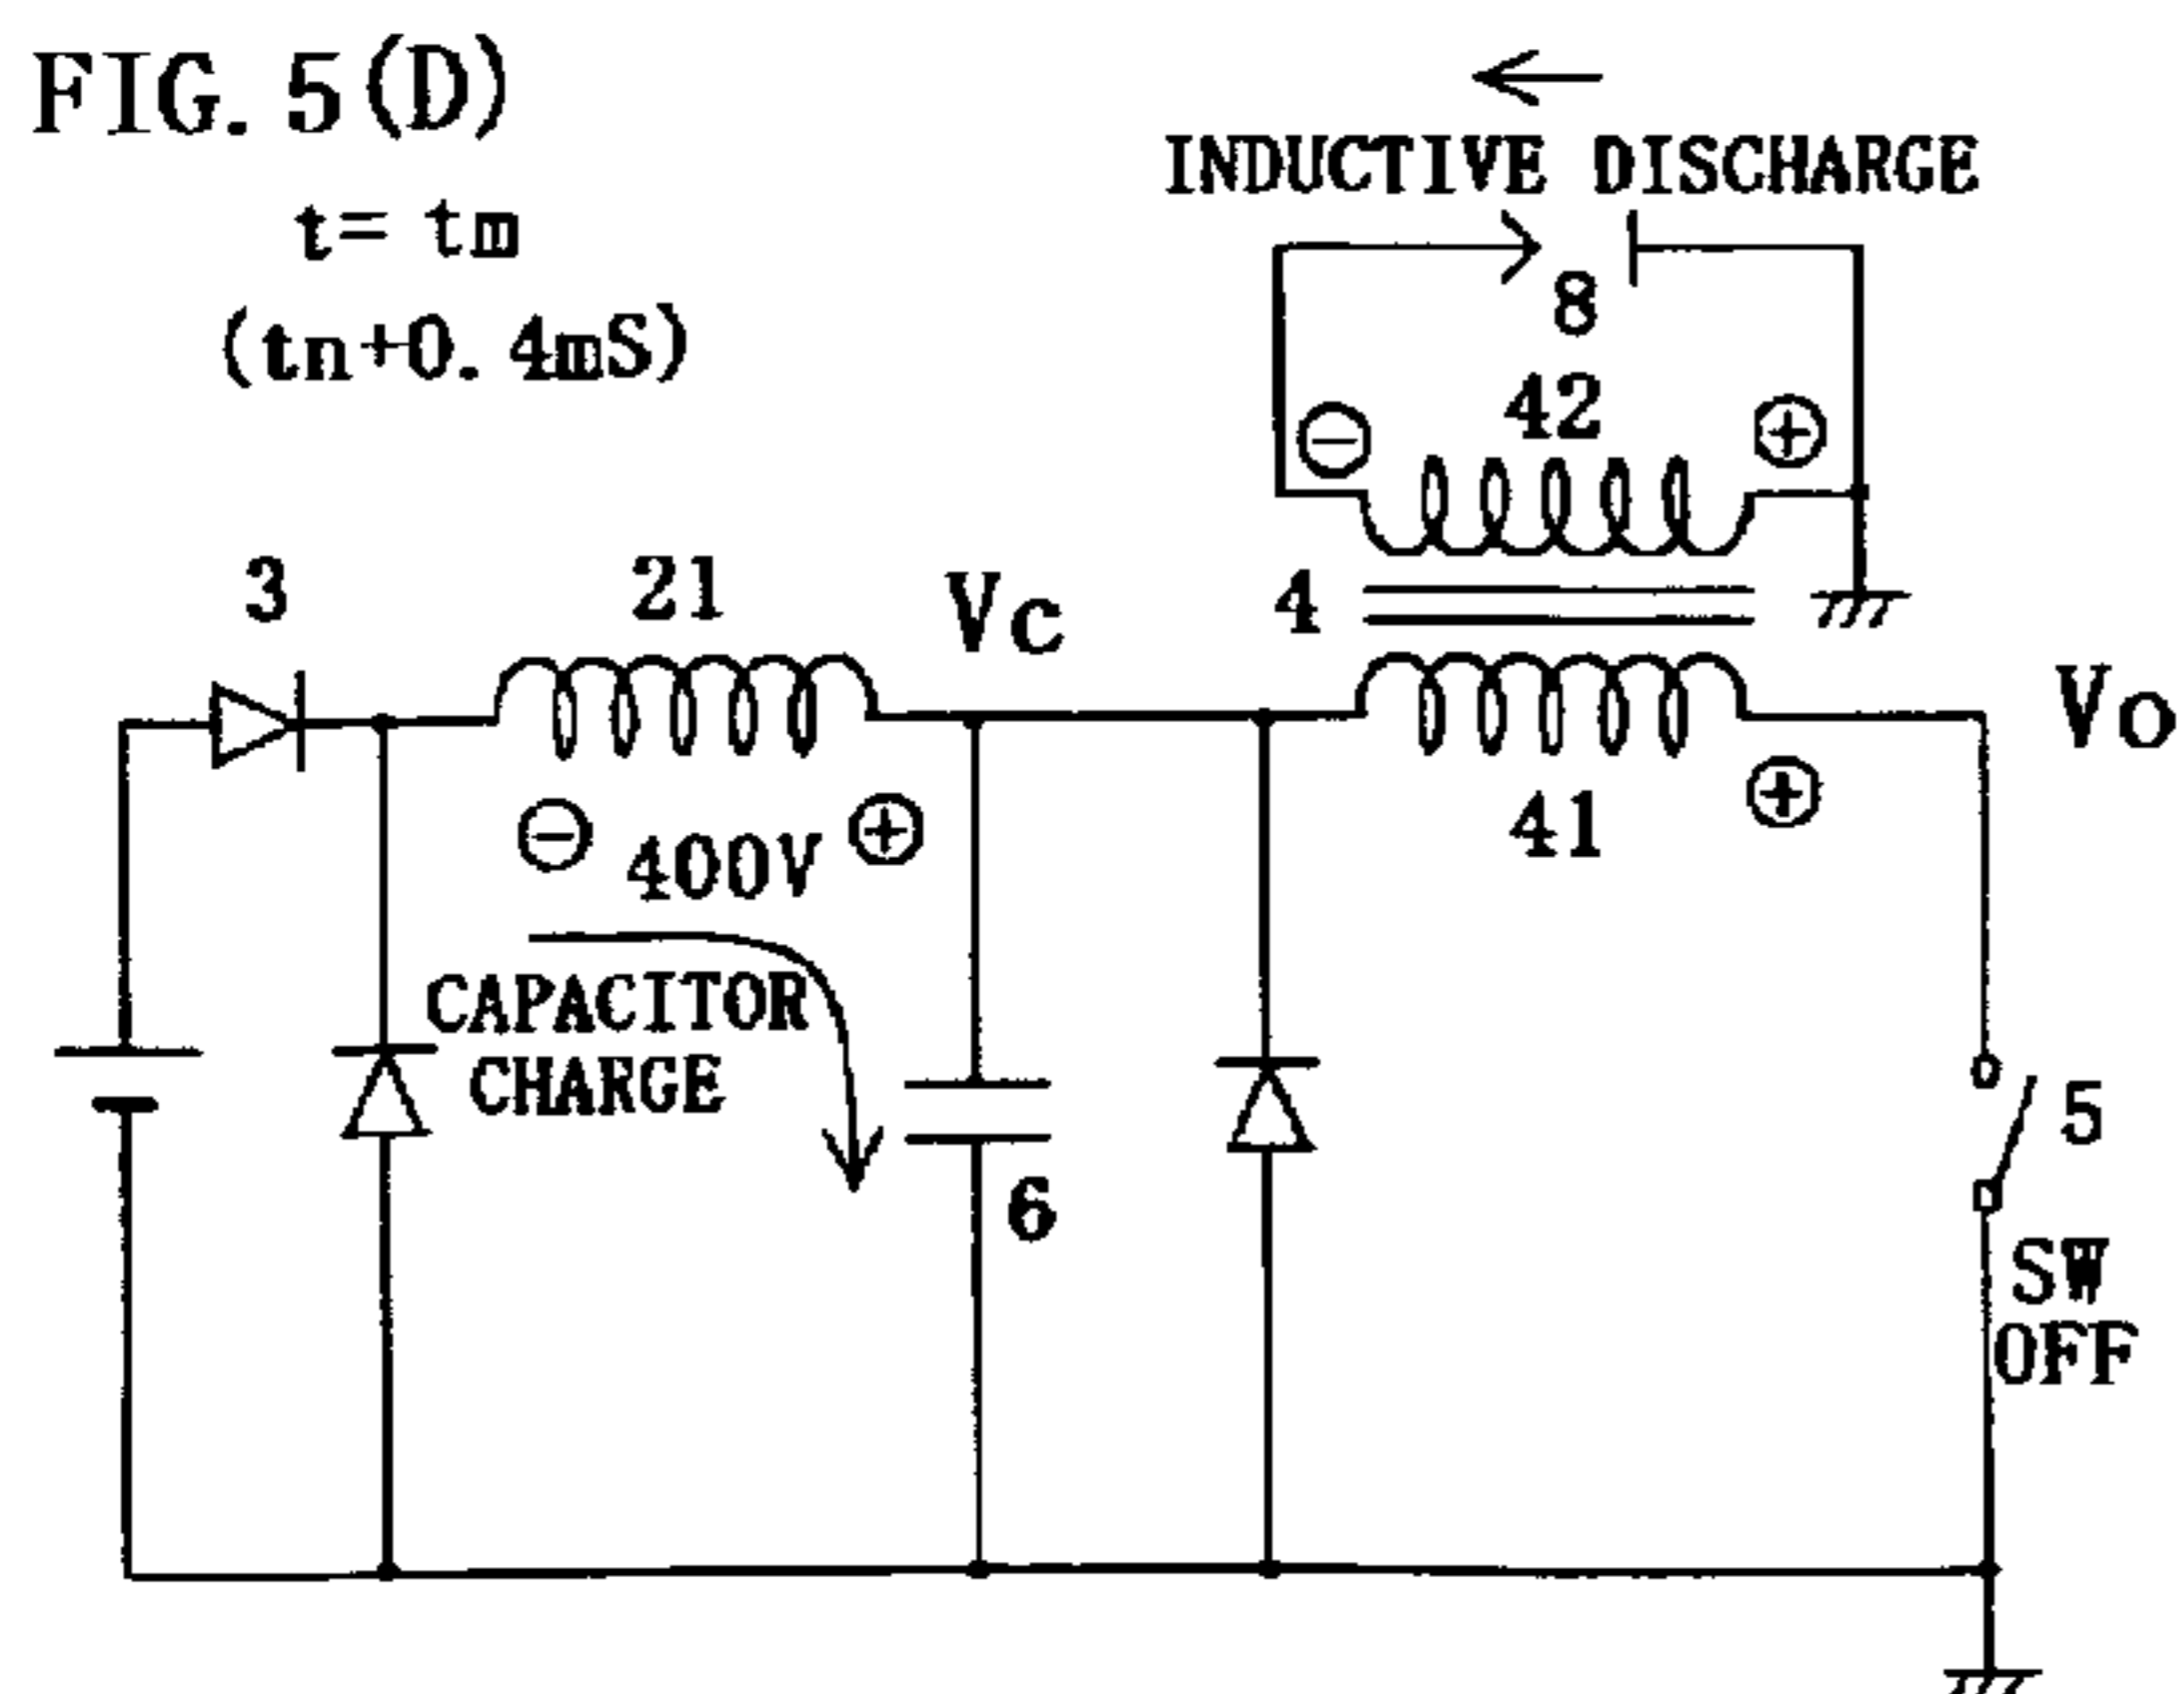 FIG. 5(D)
t= tm
(tn+0. 4mS)
INDUCTIVE DISCHARGE
8
42
⊖
⊕
3
21
VC
4
VO
⊖
400V
⊕
41
⊕
CAPACITOR
CHARGE
6
5
SW
OFF